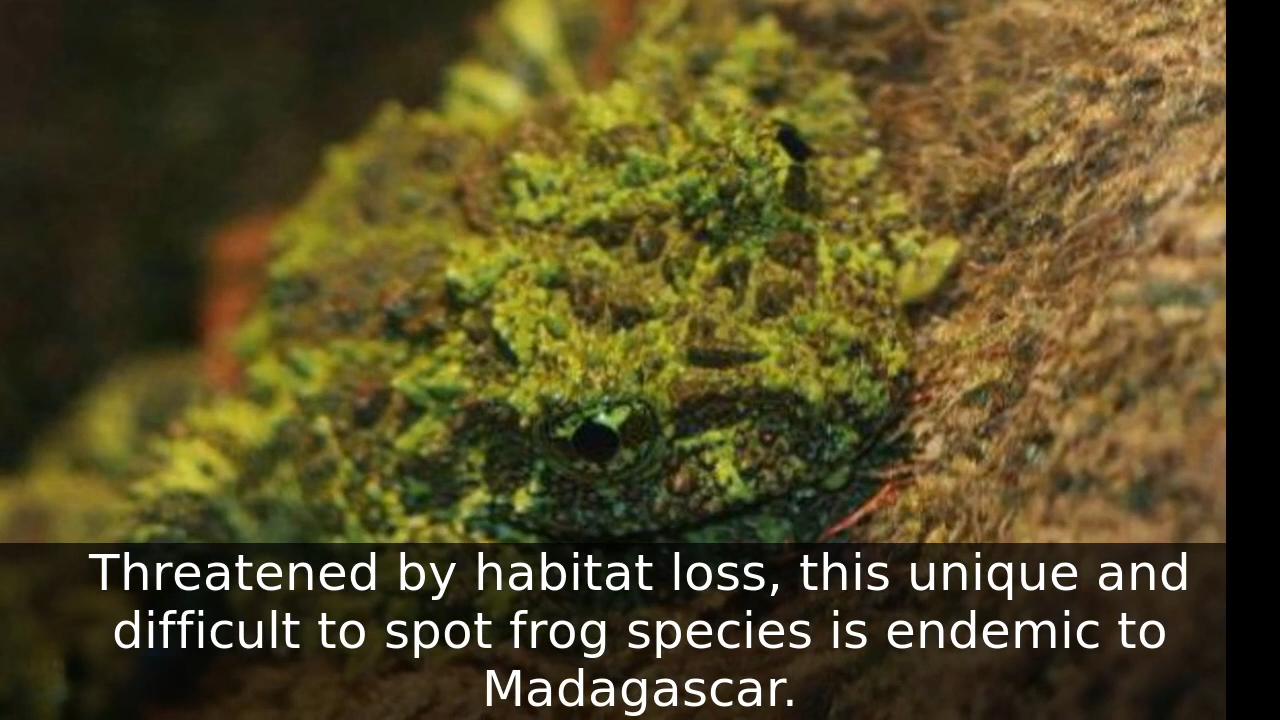 Threatened by habitat loss, this unique and
difficult to spot frog species is endemic to
Madagascar.